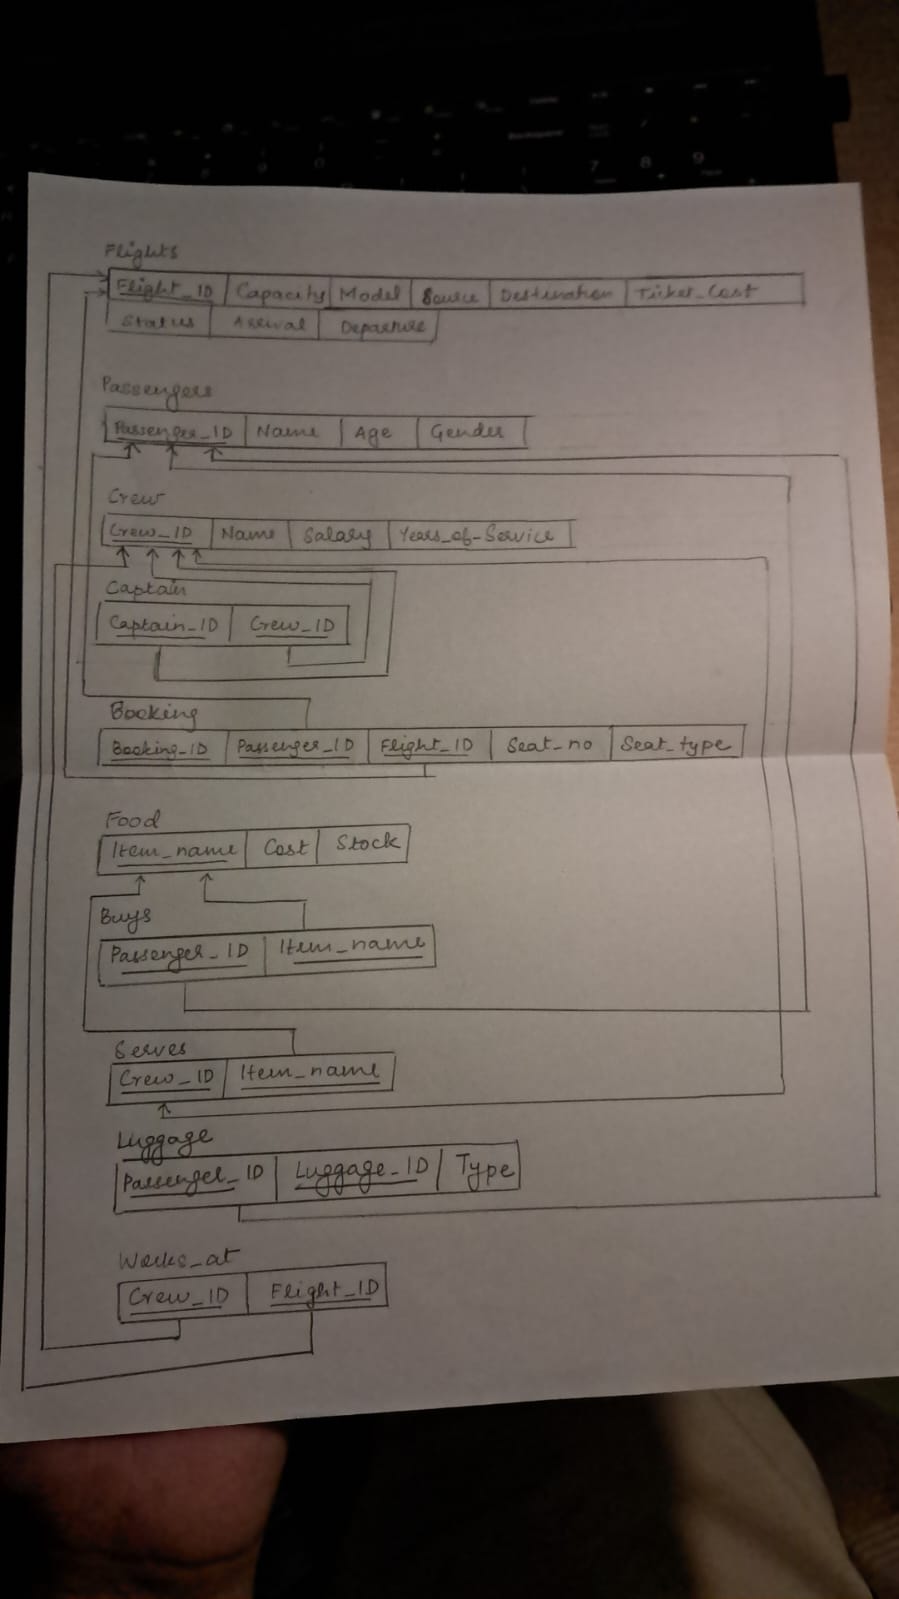 Flights
Flight_ID Capacity Model Source Destination Ticket_Cost
Status Arrival Departure
Passengers
Passenger_ID Name Age Gender
Crew
Crew_ID Name Salary Years_of-Service
Captain
Captain_ID Crew_ID
Booking
Booking_ID Passenger_ID Flight_ID Seat_no Seat_type
Food
Item_name Cost Stock
Buys
Passenger_ID Item_name
Serves
Crew_ID Item_name
Luggage
Passenger_ID Luggage_ID Type
Works_at
Crew_ID Flight_ID